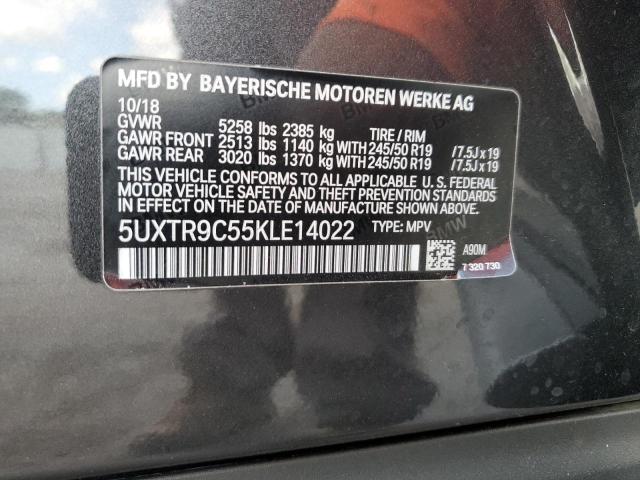 MFD BY BAYERISCHE MOTOREN WERKE AG
10/18
GVWR 5258 lbs 2385 kg TIRE / RIM
GAWR FRONT 2513 lbs 1140 kg WITH 245/50 R19 /7.5J x 19
GAWR REAR 3020 lbs 1370 kg WITH 245/50 R19 /7.5J x 19
THIS VEHICLE CONFORMS TO ALL APPLICABLE U. S. FEDERAL
MOTOR VEHICLE SAFETY AND THEFT PREVENTION STANDARDS
IN EFFECT ON THE DATE OF MANUFACTURE SHOWN ABOVE.
5UXTR9C55KLE14022 TYPE: MPV
A90M
7 320 730